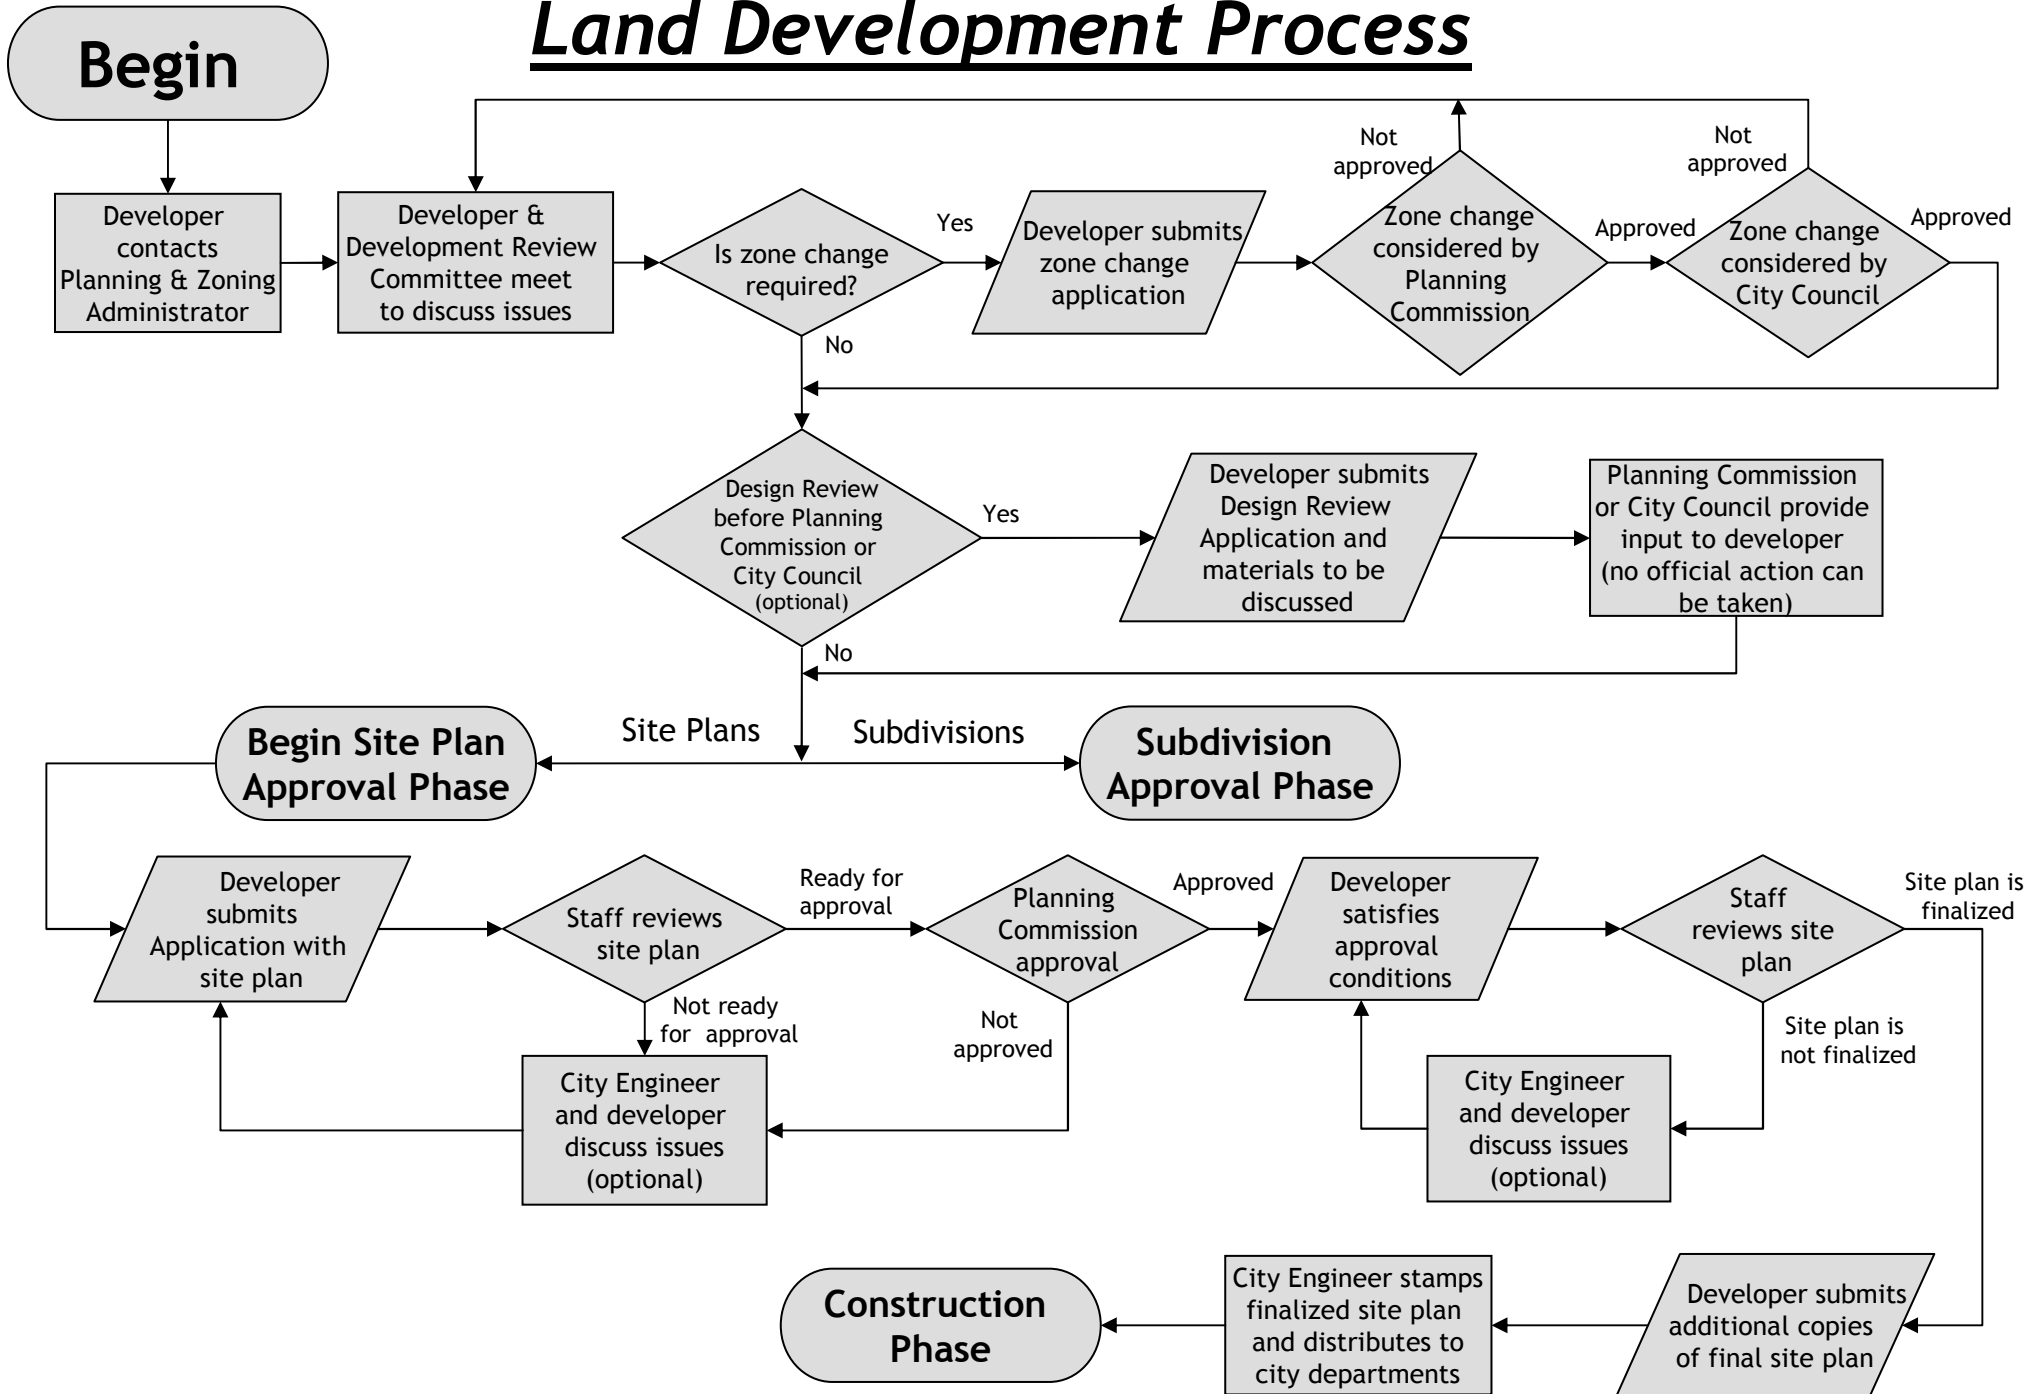 Land Development Process
Begin
Not
approved
Not
approved
Developer
contacts
Planning & Zoning
Administrator
Developer &
Development Review
Committee meet
to discuss issues
Is zone change
required?
Yes
Developer submits
zone change
application
Zone change
considered by
Planning
Commission
Approved
Zone change
considered by
City Council
Approved
No
Design Review
before Planning
Commission or
City Council
(optional)
Yes
Developer submits
Design Review
Application and
materials to be
discussed
Planning Commission
or City Council provide
input to developer
(no official action can
be taken)
No
Begin Site Plan
Approval Phase
Site Plans
Subdivisions
Subdivision
Approval Phase
Developer
submits
Application with
site plan
Staff reviews
site plan
Ready for
approval
Planning
Commission
approval
Approved
Developer
satisfies
approval
conditions
Staff
reviews site
plan
Site plan is
finalized
Not ready
for approval
Not
approved
Site plan is
not finalized
City Engineer
and developer
discuss issues
(optional)
City Engineer
and developer
discuss issues
(optional)
Construction
Phase
City Engineer stamps
finalized site plan
and distributes to
city departments
Developer submits
additional copies
of final site plan